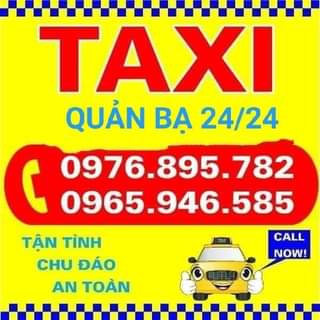 TAXI
QUẢN BẠ 24/24
0976.895.782
0965.946.585
TẬN TÌNH
CHU ĐÁO
AN TOÀN
CALL
NOW!